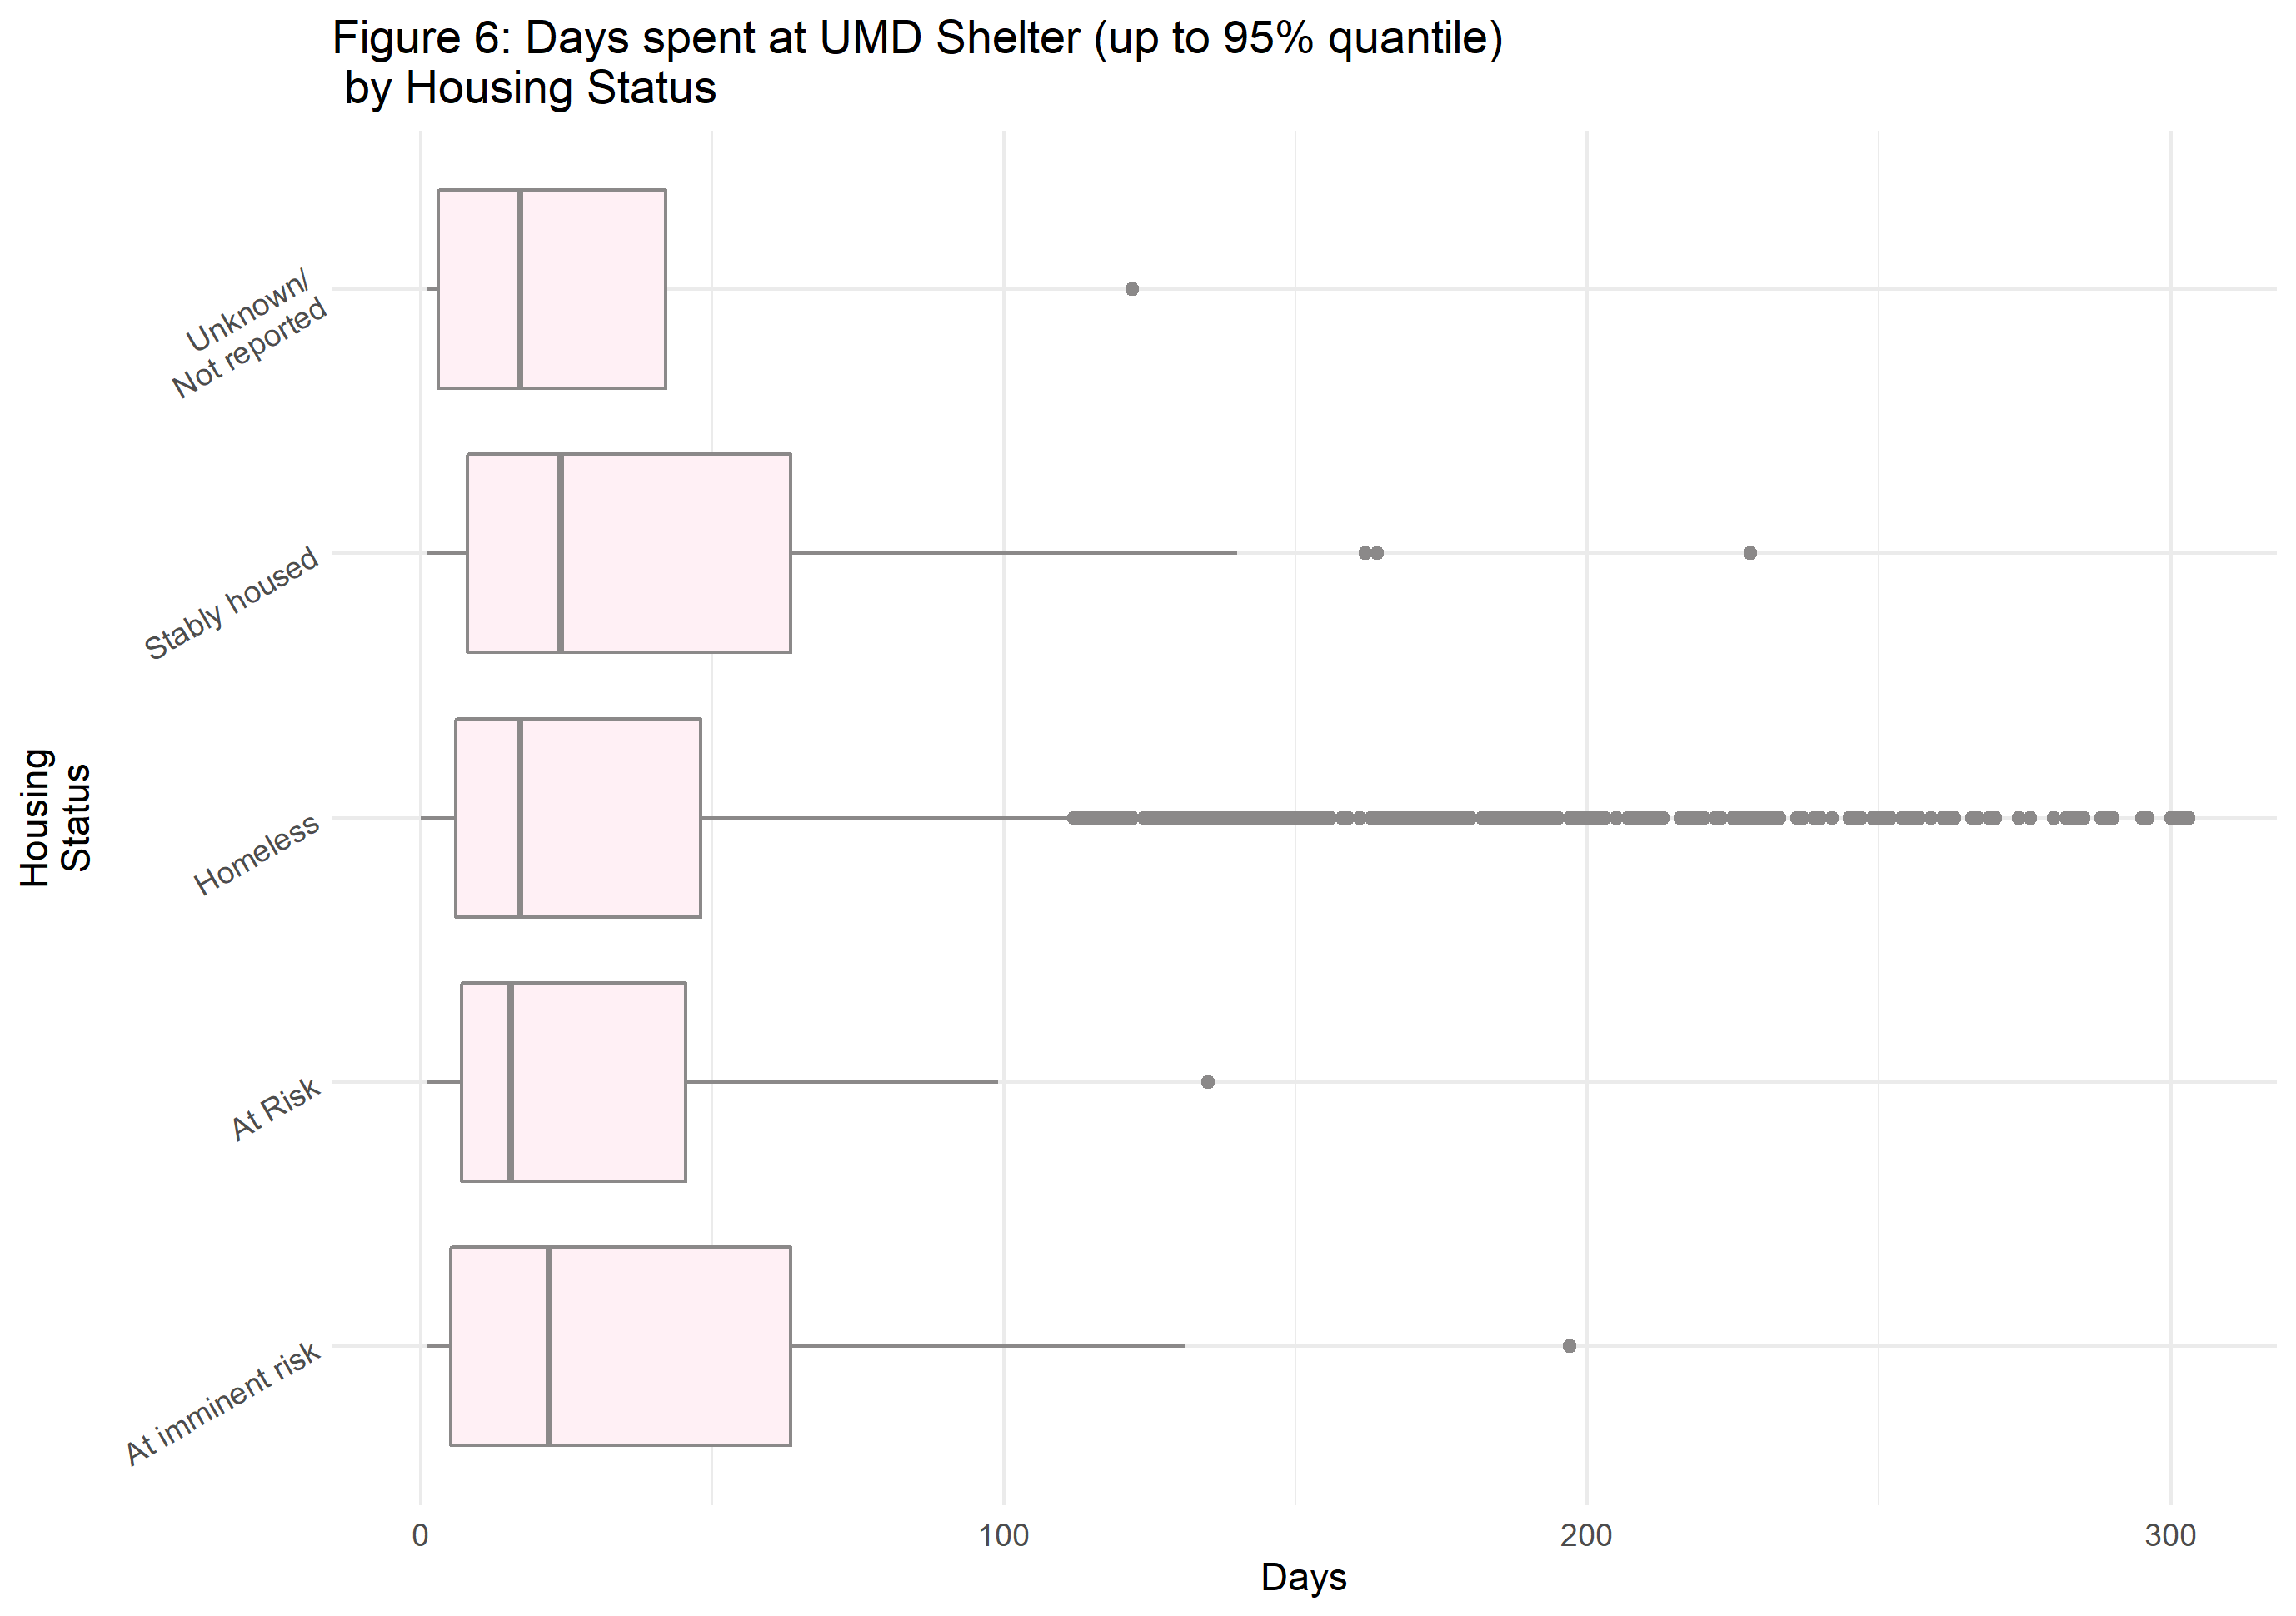 Figure 6: Days spent at UMD Shelter (up to 95% quantile)
by Housing Status
Unknown/
Not reported
Stably housed
Homeless
At Risk
At imminent risk
Housing
Status
0 100 200 300
Days